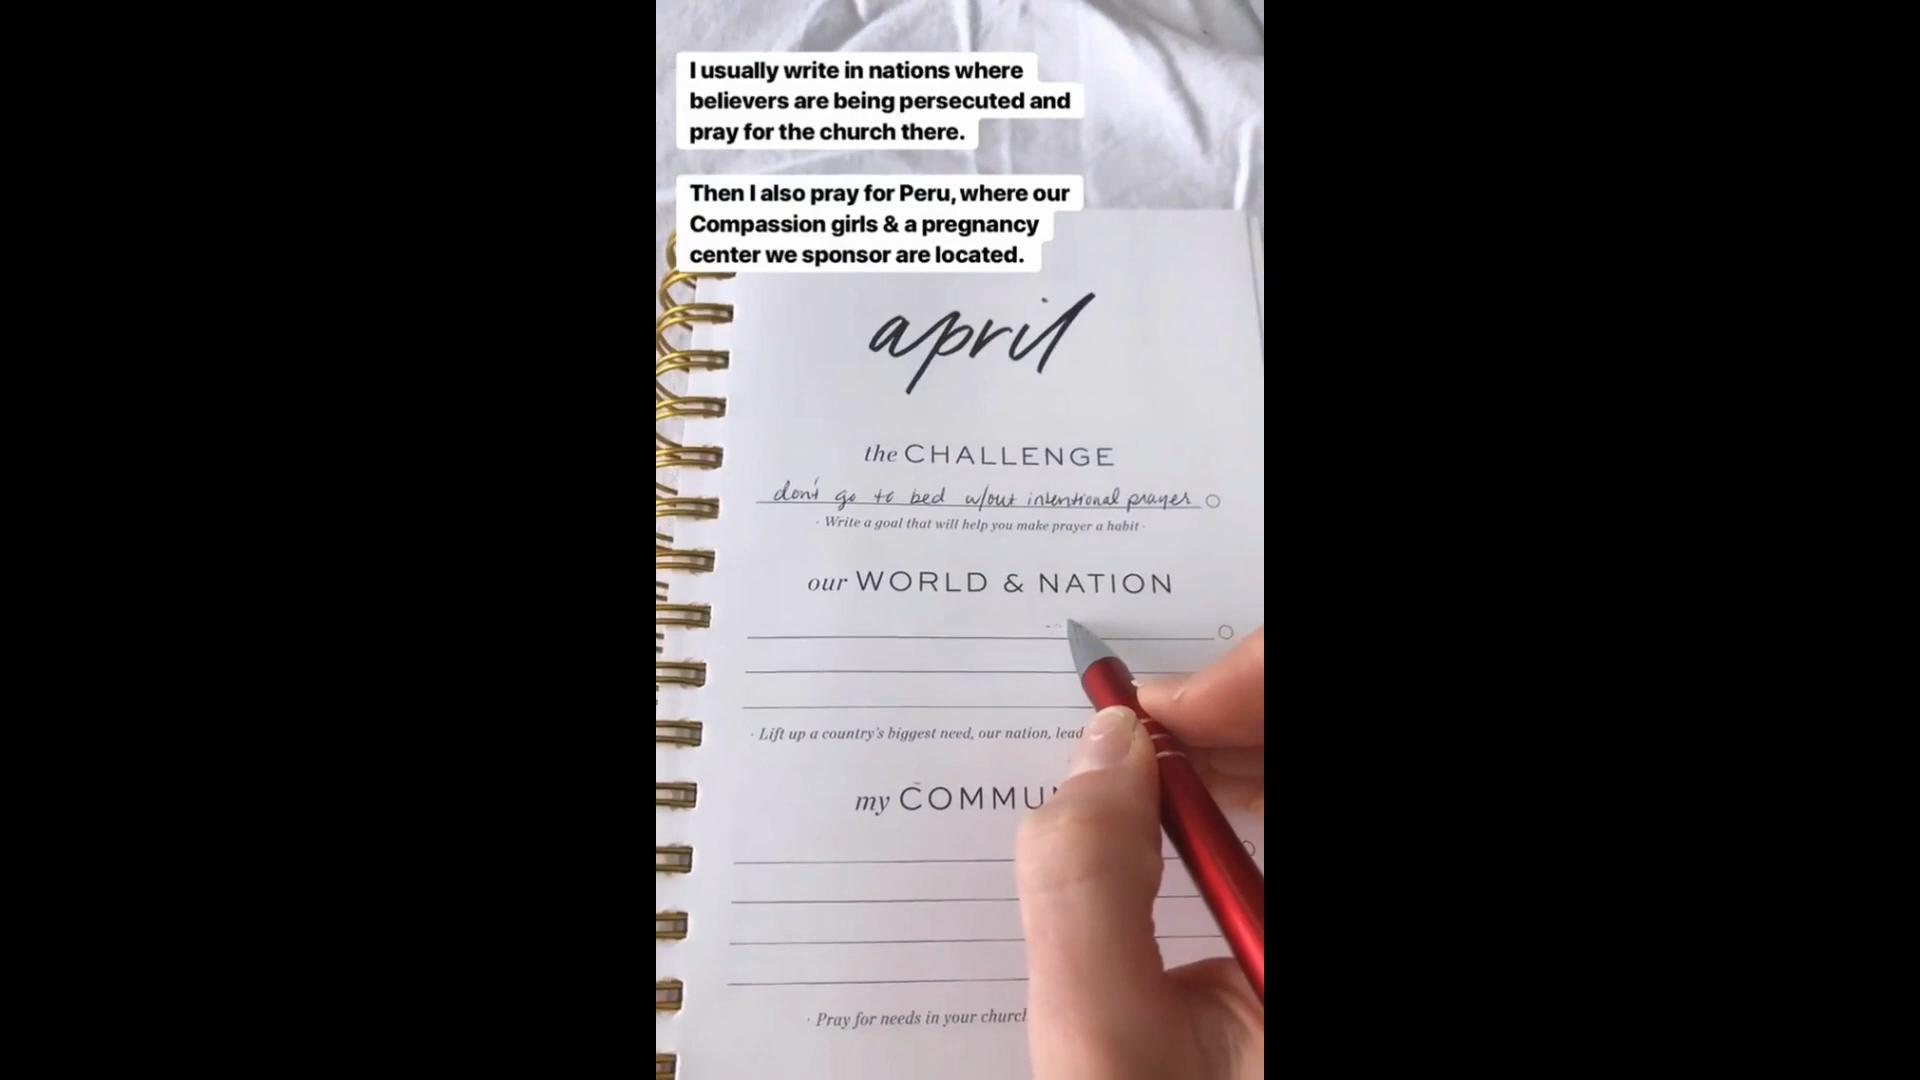 I usually write in nations where
believers are being persecuted and
pray for the church there.
Then I also pray for Peru, where our
Compassion girls & a pregnancy
center we sponsor are located.
april
the CHALLENGE
don't go to bed w/out intentional prayer
· Write a goal that will help you make prayer a habit ·
our WORLD & NATION
· Lift up a country's biggest need, our nation, lead
my COMMU
· Pray for needs in your church